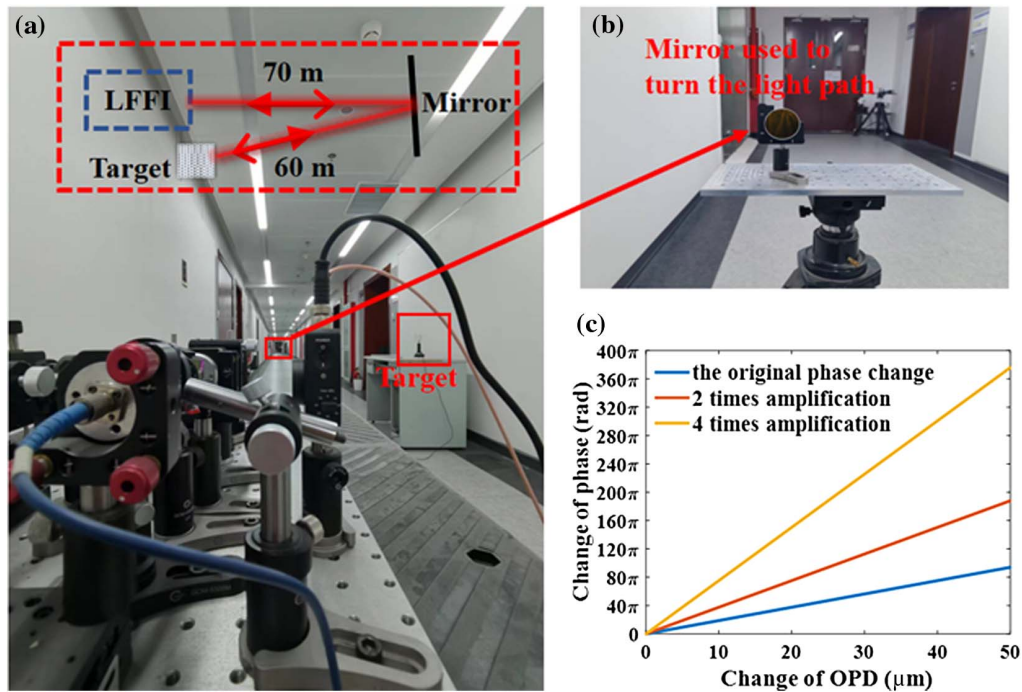 (a)
70 m
LFFI
Mirror
Target
60 m
Target
(b)
Mirror used to
turn the light path
(c)
400π
360π
320π
280π
240π
200π
160π
120π
80π
40π
0
Change of phase (rad)
the original phase change
2 times amplification
4 times amplification
0
10
20
30
40
50
Change of OPD (μm)